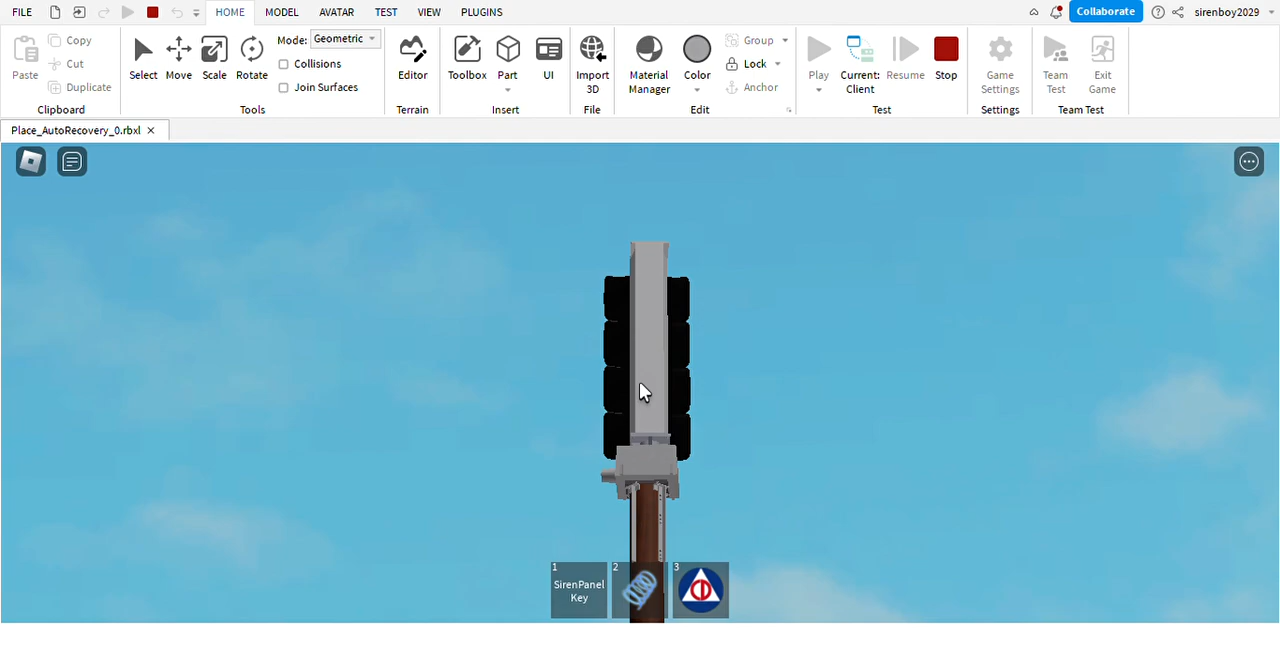 FILE HOME MODEL AVATAR TEST VIEW PLUGINS Collaborate sirenboy2029
Paste
Copy
Cut
Duplicate
Clipboard
Select Move Scale Rotate
Mode: Geometric
Collisions
Join Surfaces
Tools
Editor
Terrain
Toolbox Part UI
Insert
Import
3D
File
Material
Manager
Color
Group
Lock
Anchor
Edit
Play
Current:
Client
Resume Stop
Test
Game
Settings
Settings
Team
Test
Exit
Game
Team Test
Place_AutoRecovery_0.rbxl
1
SirenPanel
Key
2
3